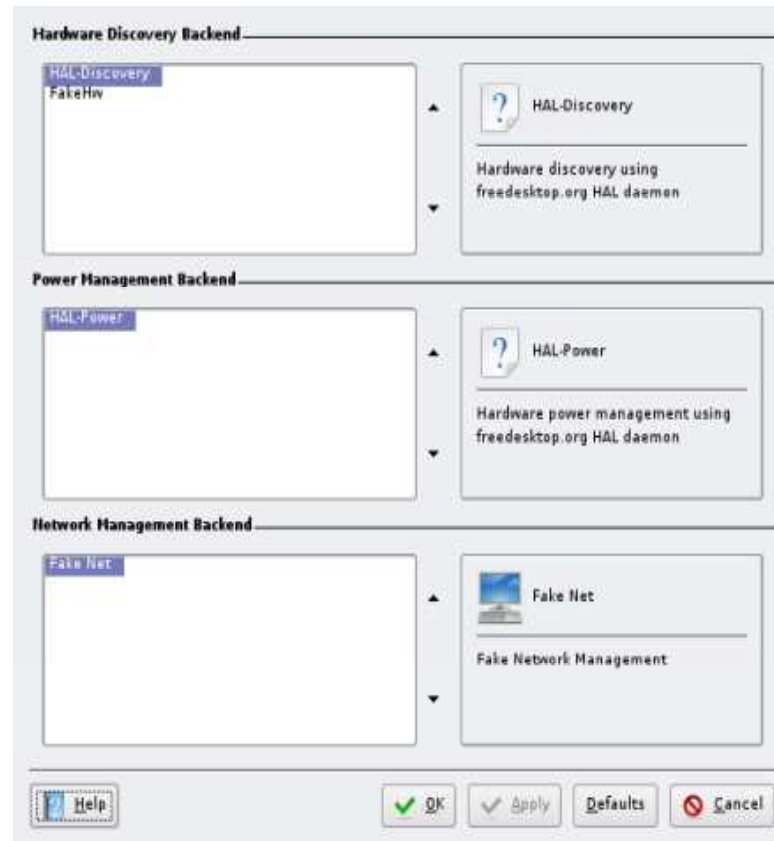 Hardware Discovery Backend
HAL-Discovery
FakeHw
HAL-Discovery
Hardware discovery using
freedesktop.org HAL daemon
Power Management Backend
HAL-Power
HAL-Power
Hardware power management using
freedesktop.org HAL daemon
Network Management Backend
Fake Net
Fake Net
Fake Network Management
Help
OK
Apply
Defaults
Cancel